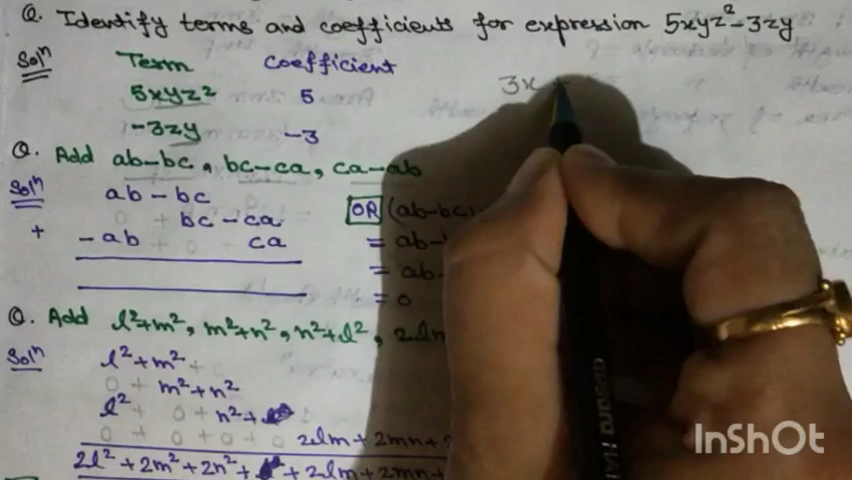 Q. Identify terms and coefficients for expression 5xyz²-3zy
Solⁿ Term Coefficient
5xyz² 5
3x
-3zy -3
Q. Add ab-bc, bc-ca, ca-ab
Solⁿ ab - bc
OR (ab-bc)
0 bc - ca
+ -ab + 0 ca
= ab-
= ab-
= 0
Q. Add l²+m², m²+n², n²+l², 2lm
Solⁿ l²+m² +
0 + m²+n²
l² + 0 + n² +
0 + 0 + 0 + 0 2lm + 2mn +
2l² + 2m² + 2n² + + 2lm + 2mn +
InShOt